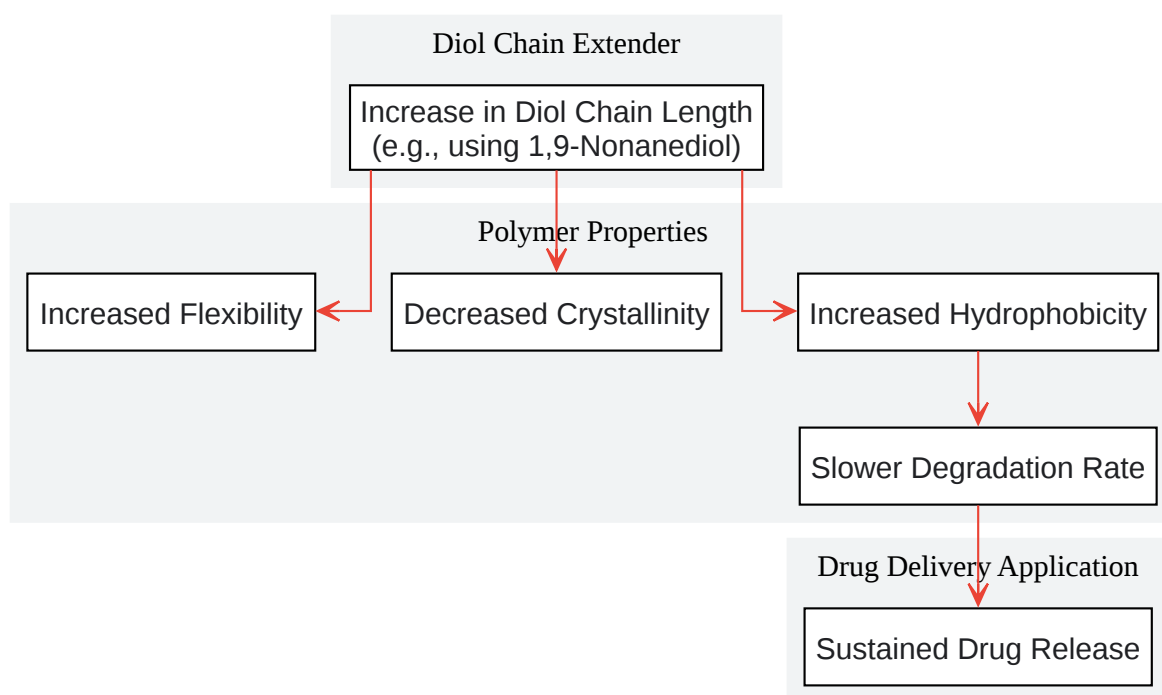 Diol Chain Extender
Increase in Diol Chain Length
(e.g., using 1,9-Nonanediol)
Polymer Properties
Increased Flexibility
Decreased Crystallinity
Increased Hydrophobicity
Slower Degradation Rate
Drug Delivery Application
Sustained Drug Release